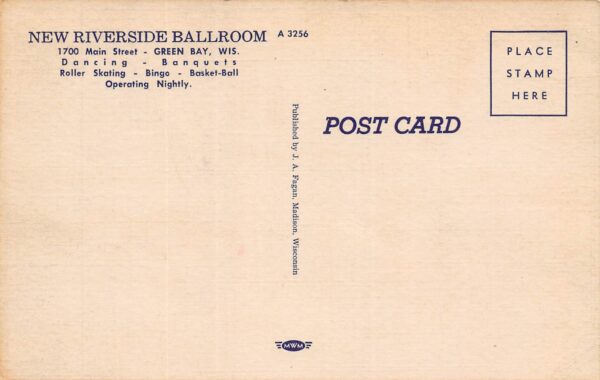 NEW RIVERSIDE BALLROOM A 3256
1700 Main Street - GREEN BAY, WIS.
Dancing - Banquets
Roller Skating - Bingo - Basket-Ball
Operating Nightly.
PLACE
STAMP
HERE
POST CARD
Published by J. A. Fagan, Madison, Wisconsin
MWM